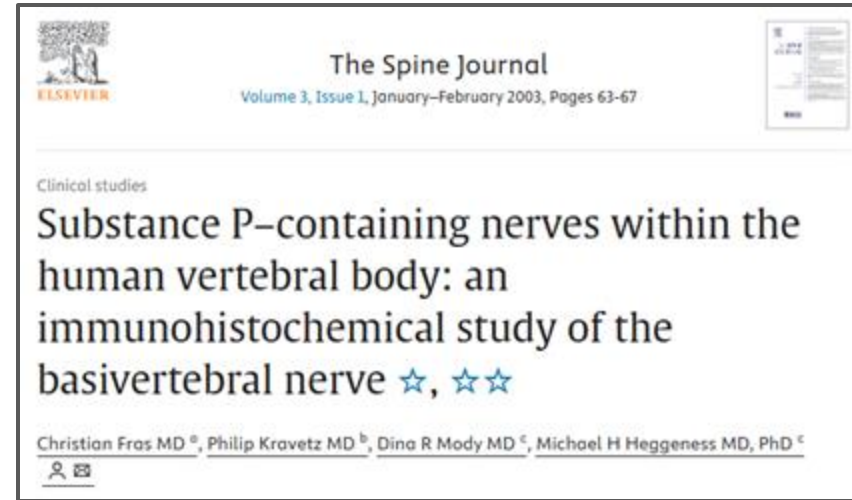 ELSEVIER
The Spine Journal
Volume 3, Issue 1, January–February 2003, Pages 63-67
Clinical studies
Substance P–containing nerves within the
human vertebral body: an
immunohistochemical study of the
basivertebral nerve ☆, ☆☆
Christian Fras MD a, Philip Kravetz MD b, Dina R Mody MD c, Michael H Heggeness MD, PhD c